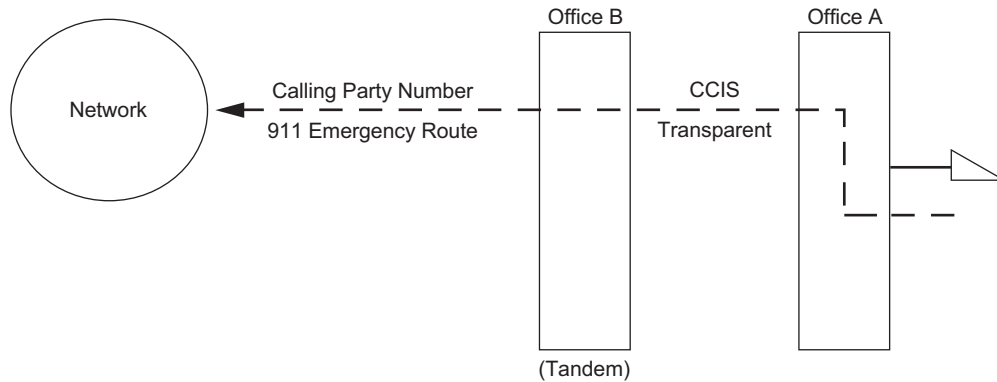 Office B
Office A
Network
Calling Party Number
911 Emergency Route
CCIS
Transparent
(Tandem)